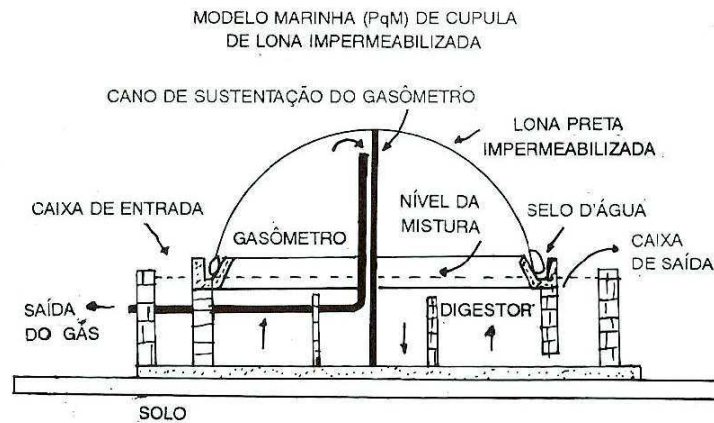 MODELO MARINHA (PqM) DE CUPULA
DE LONA IMPERMEABILIZADA
CANO DE SUSTENTAÇÃO DO GASÔMETRO
LONA PRETA
IMPERMEABILIZADA
CAIXA DE ENTRADA
NÍVEL DA
MISTURA
SELO D'ÁGUA
GASÔMETRO
CAIXA
DE SAÍDA
SAÍDA
DO GÁS
DIGESTOR
SOLO